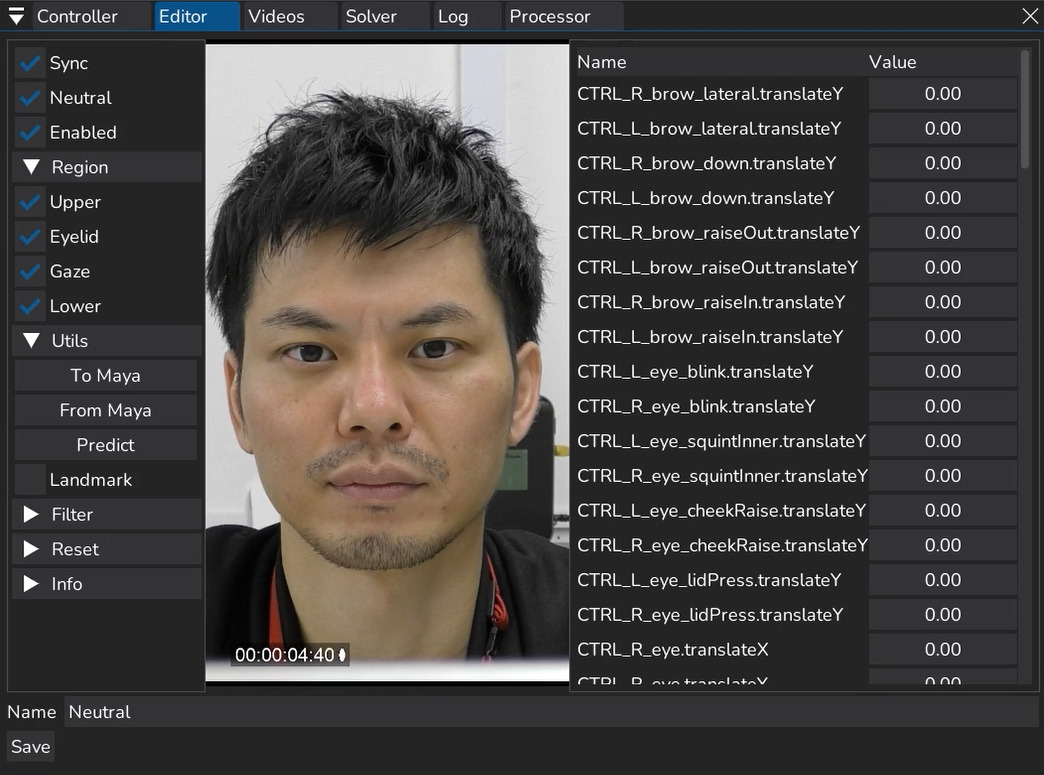 Controller Editor Videos Solver Log Processor
Sync
Neutral
Enabled
Region
Upper
Eyelid
Gaze
Lower
Utils
To Maya
From Maya
Predict
Landmark
Filter
Reset
Info
00:00:04:40
Name Value
CTRL_R_brow_lateral.translateY 0.00
CTRL_L_brow_lateral.translateY 0.00
CTRL_R_brow_down.translateY 0.00
CTRL_L_brow_down.translateY 0.00
CTRL_R_brow_raiseOut.translateY 0.00
CTRL_L_brow_raiseOut.translateY 0.00
CTRL_R_brow_raiseIn.translateY 0.00
CTRL_L_brow_raiseIn.translateY 0.00
CTRL_L_eye_blink.translateY 0.00
CTRL_R_eye_blink.translateY 0.00
CTRL_L_eye_squintInner.translateY 0.00
CTRL_R_eye_squintInner.translateY 0.00
CTRL_L_eye_cheekRaise.translateY 0.00
CTRL_R_eye_cheekRaise.translateY 0.00
CTRL_L_eye_lidPress.translateY 0.00
CTRL_R_eye_lidPress.translateY 0.00
CTRL_R_eye.translateX 0.00
Name Neutral
Save